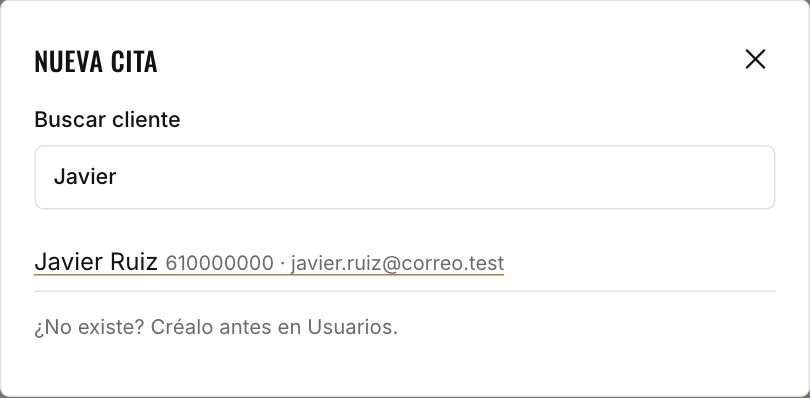 NUEVA CITA
Buscar cliente
Javier
Javier Ruiz 610000000 · javier.ruiz@correo.test
¿No existe? Créalo antes en Usuarios.